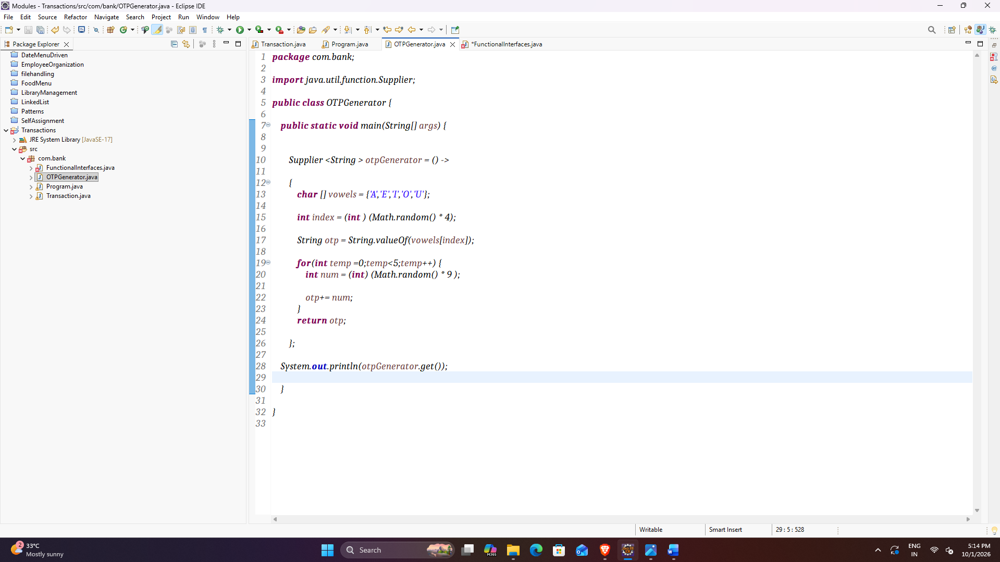 Modules - Transactions/src/com/bank/OTPGenerator.java - Eclipse IDE
File Edit Source Refactor Navigate Search Project Run Window Help
Package Explorer
Transaction.java Program.java OTPGenerator.java *FunctionalInterfaces.java
DateMenuDriven
EmployeeOrganization
filehandling
FoodMenu
LibraryManagement
LinkedList
Patterns
SelfAssignment
Transactions
JRE System Library [JavaSE-17]
src
com.bank
FunctionalInterfaces.java
OTPGenerator.java
Program.java
Transaction.java
1 package com.bank;
2
3 import java.util.function.Supplier;
4
5 public class OTPGenerator {
6
7 public static void main(String[] args) {
8
9
10 Supplier <String > otpGenerator = () ->
11
12 {
13 char [] vowels = {'A','E','I','O','U'};
14
15 int index = (int ) (Math.random() * 4);
16
17 String otp = String.valueOf(vowels[index]);
18
19 for(int temp =0;temp<5;temp++) {
20 int num = (int) (Math.random() * 9 );
21
22 otp+= num;
23 }
24 return otp;
25
26 };
27
28 System.out.println(otpGenerator.get());
29
30 }
31
32 }
33
Writable Smart Insert 29 : 5 : 528
2
33°C
Mostly sunny
Search
M365
ENG
IN
5:14 PM
10/1/2026